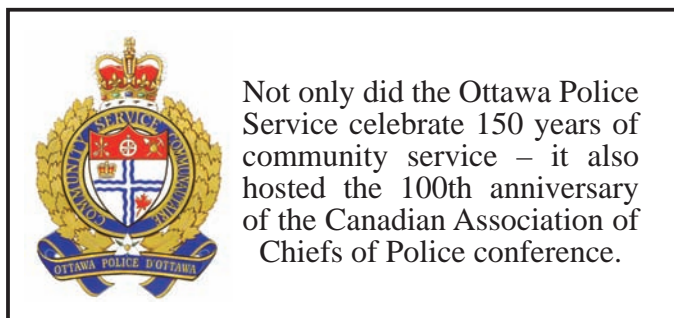 COMMUNITY SERVICE COMMUNAUTAIRE
OTTAWA POLICE D'OTTAWA
Not only did the Ottawa Police
Service celebrate 150 years of
community service – it also
hosted the 100th anniversary
of the Canadian Association of
Chiefs of Police conference.